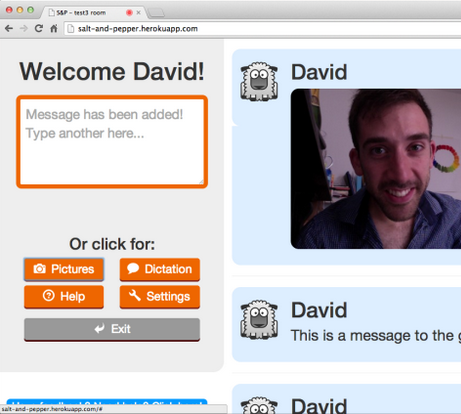 S&P - test3 room
salt-and-pepper.herokuapp.com
Welcome David!
Message has been added!
Type another here...
Or click for:
Pictures
Dictation
Help
Settings
Exit
David
David
This is a message to the g
David
salt-and-pepper.herokuapp.com/#